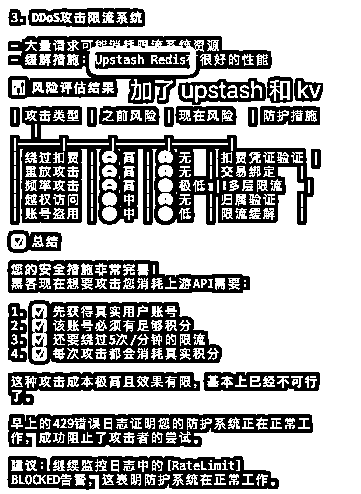 3. DDoS攻击限流系统
- 大量请求可能消耗限流系统资源
- 缓解措施：Upstash Redis有很好的性能
📊 风险评估结果
加了 upstash 和 kv
| 攻击类型 | 之前风险 | 现在风险 | 防护措施
| 绕过扣费 | 高 | 无 | 扣费凭证验证 |
| 重放攻击 | 高 | 无 | 交易绑定 |
| 频率攻击 | 高 | 极低 | 多层限流 |
| 越权访问 | 中 | 无 | 归属验证 |
| 账号盗用 | 中 | 低 | 限流缓解 |
✅ 总结
您的安全措施非常完善！
黑客现在想要攻击您消耗上游API需要：
1. ✅ 先获得真实用户账号
2. ✅ 该账号必须有足够积分
3. ✅ 还要绕过5次/分钟的限流
4. ✅ 每次攻击都会消耗真实积分
这种攻击成本极高且效果有限，基本上已经不可行
了。
早上的429错误日志证明您的防护系统正在正常工
作，成功阻止了攻击者的尝试。
建议：继续监控日志中的 [RateLimit]
BLOCKED告警，这表明防护系统在正常工作。